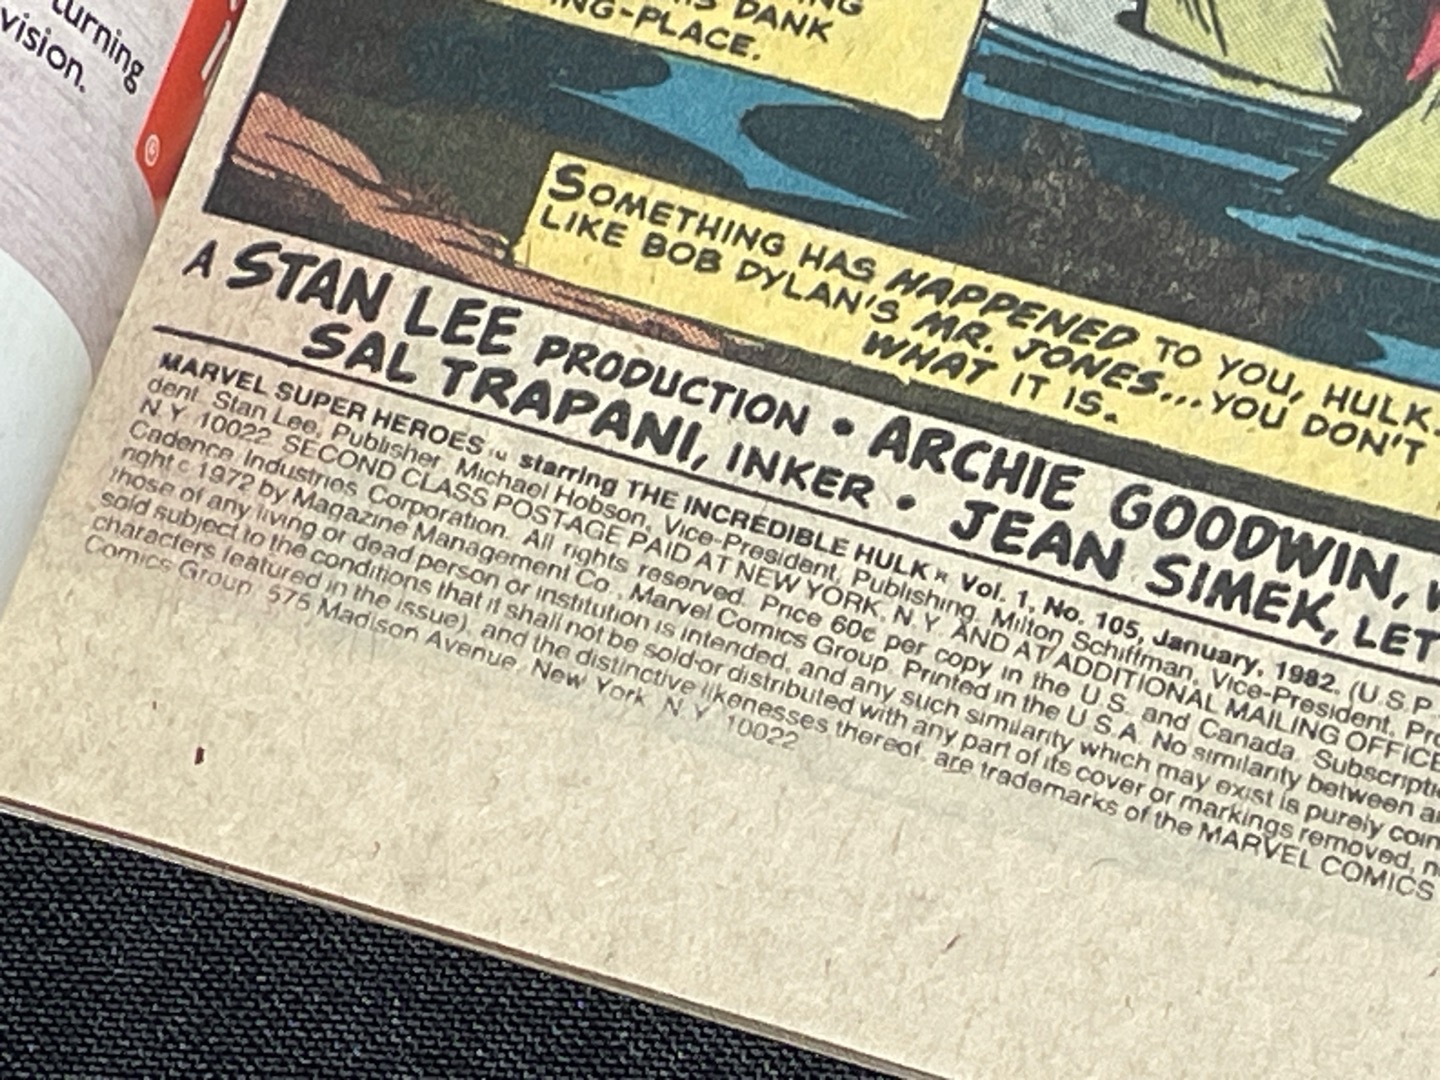 turning
vision.
DANK
ING-PLACE.
SOMETHING HAS HAPPENED TO YOU, HULK.
LIKE BOB DYLAN'S MR. JONES...YOU DON'T
WHAT IT IS.
A STAN LEE PRODUCTION • ARCHIE GOODWIN,
SAL TRAPANI, INKER • JEAN SIMEK, LET
MARVEL SUPER HEROES starring THE INCREDIBLE HULK Vol. 1, No. 105, January, 1982. (U S P
dent. Stan Lee, Publisher, Michael Hobson, Vice-President, Publishing, Milton Schiffman, Vice-President, Pro
N.Y. 10022. SECOND CLASS POSTAGE PAID AT NEW YORK, N.Y. AND AT ADDITIONAL MAILING OFFICE
Cadence Industries Corporation. All rights reserved. Price 60¢ per copy in the U.S. and Canada. Subscripti
right © 1972 by Magazine Management Co., Marvel Comics Group. Printed in the U.S.A. No similarity between a
those of any living or dead person or institution is intended, and any such similarity which may exist is purely coin
sold subject to the conditions that it shall not be sold or distributed with any part of its cover or markings removed, n
characters featured in the issue), and the distinctive likenesses thereof, are trademarks of the MARVEL COMICS
Comics Group, 575 Madison Avenue, New York, N.Y. 10022